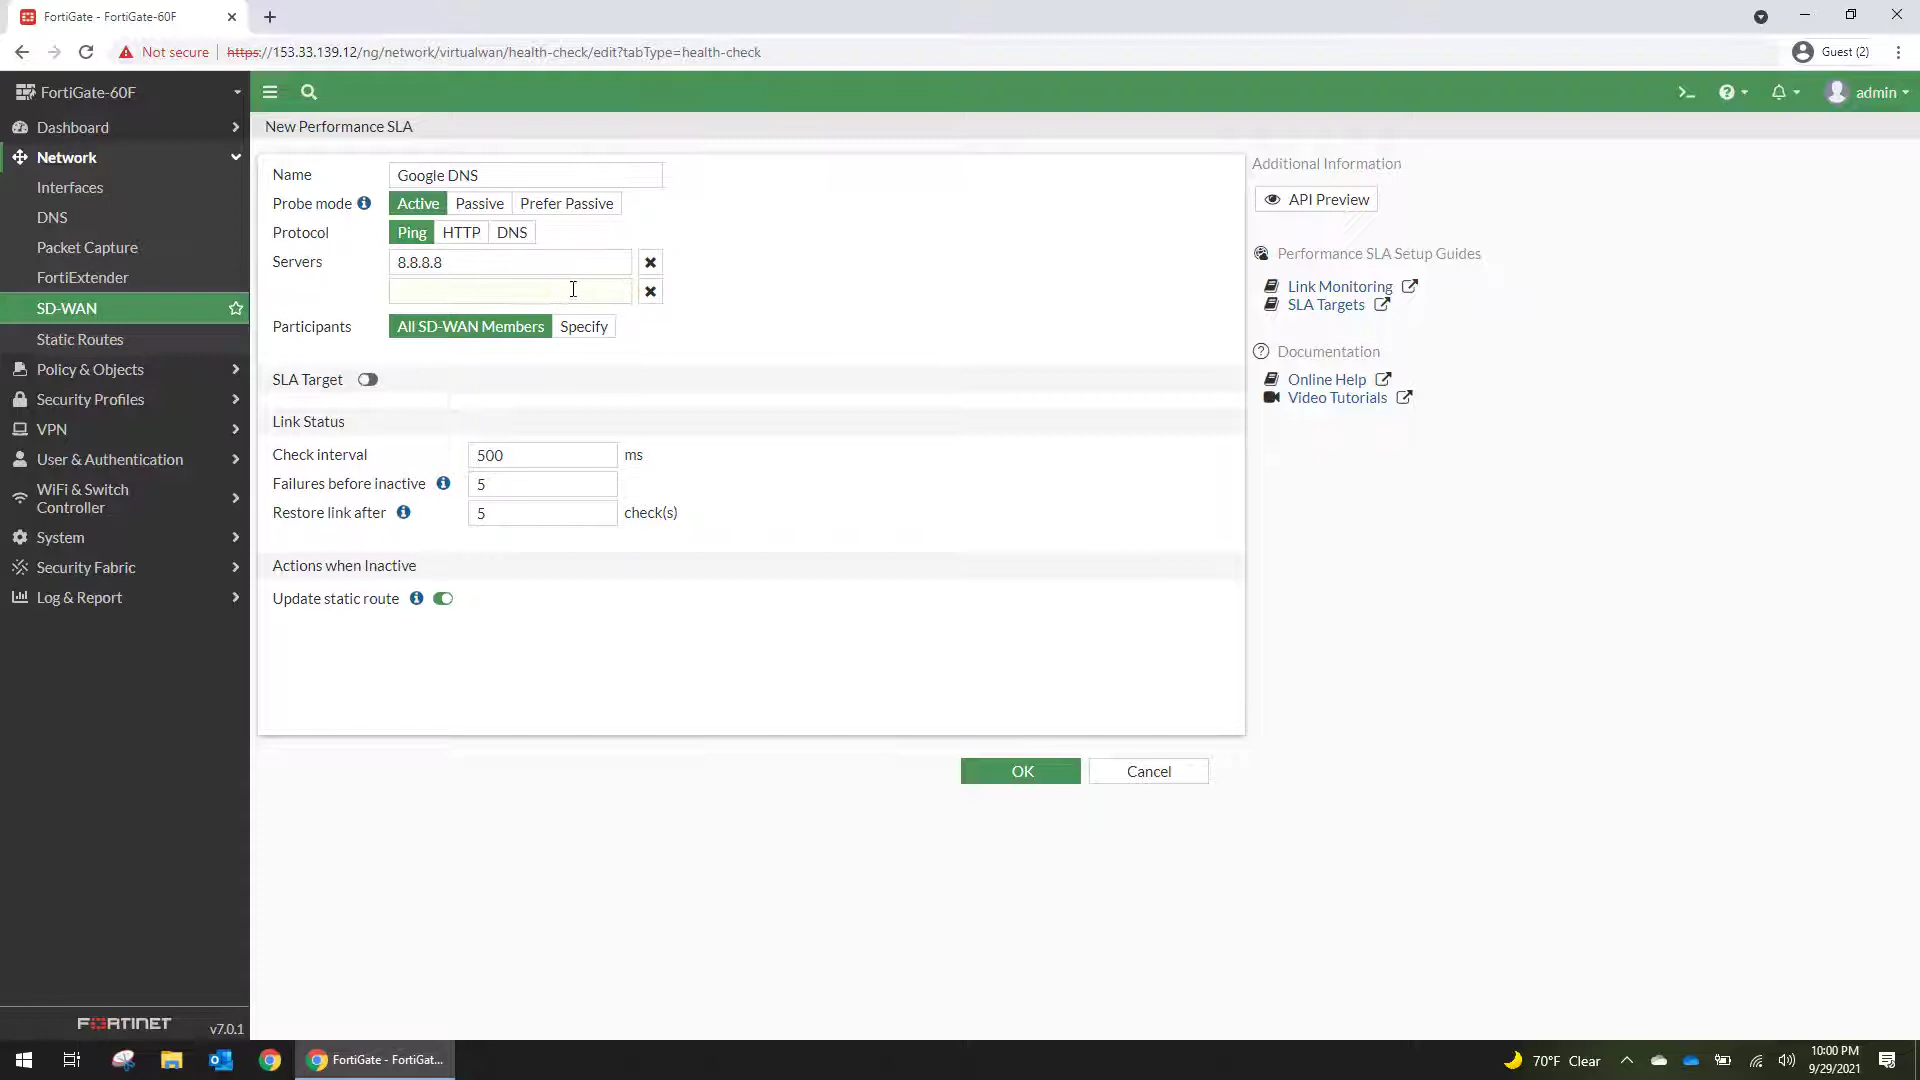 FortiGate - FortiGate-60F
Not secure https://153.33.139.12/ng/network/virtualwan/health-check/edit?tabType=health-check
Guest (2)
FortiGate-60F
admin
Dashboard
Network
Interfaces
DNS
Packet Capture
FortiExtender
SD-WAN
Static Routes
Policy & Objects
Security Profiles
VPN
User & Authentication
WiFi & Switch
Controller
System
Security Fabric
Log & Report
FORTINET
v7.0.1
New Performance SLA
Name Google DNS
Probe mode Active Passive Prefer Passive
Protocol Ping HTTP DNS
Servers 8.8.8.8
Participants All SD-WAN Members Specify
SLA Target
Link Status
Check interval 500 ms
Failures before inactive 5
Restore link after 5 check(s)
Actions when Inactive
Update static route
OK Cancel
Additional Information
API Preview
Performance SLA Setup Guides
Link Monitoring
SLA Targets
Documentation
Online Help
Video Tutorials
FortiGate - FortiGat...
70°F Clear
10:00 PM
9/29/2021